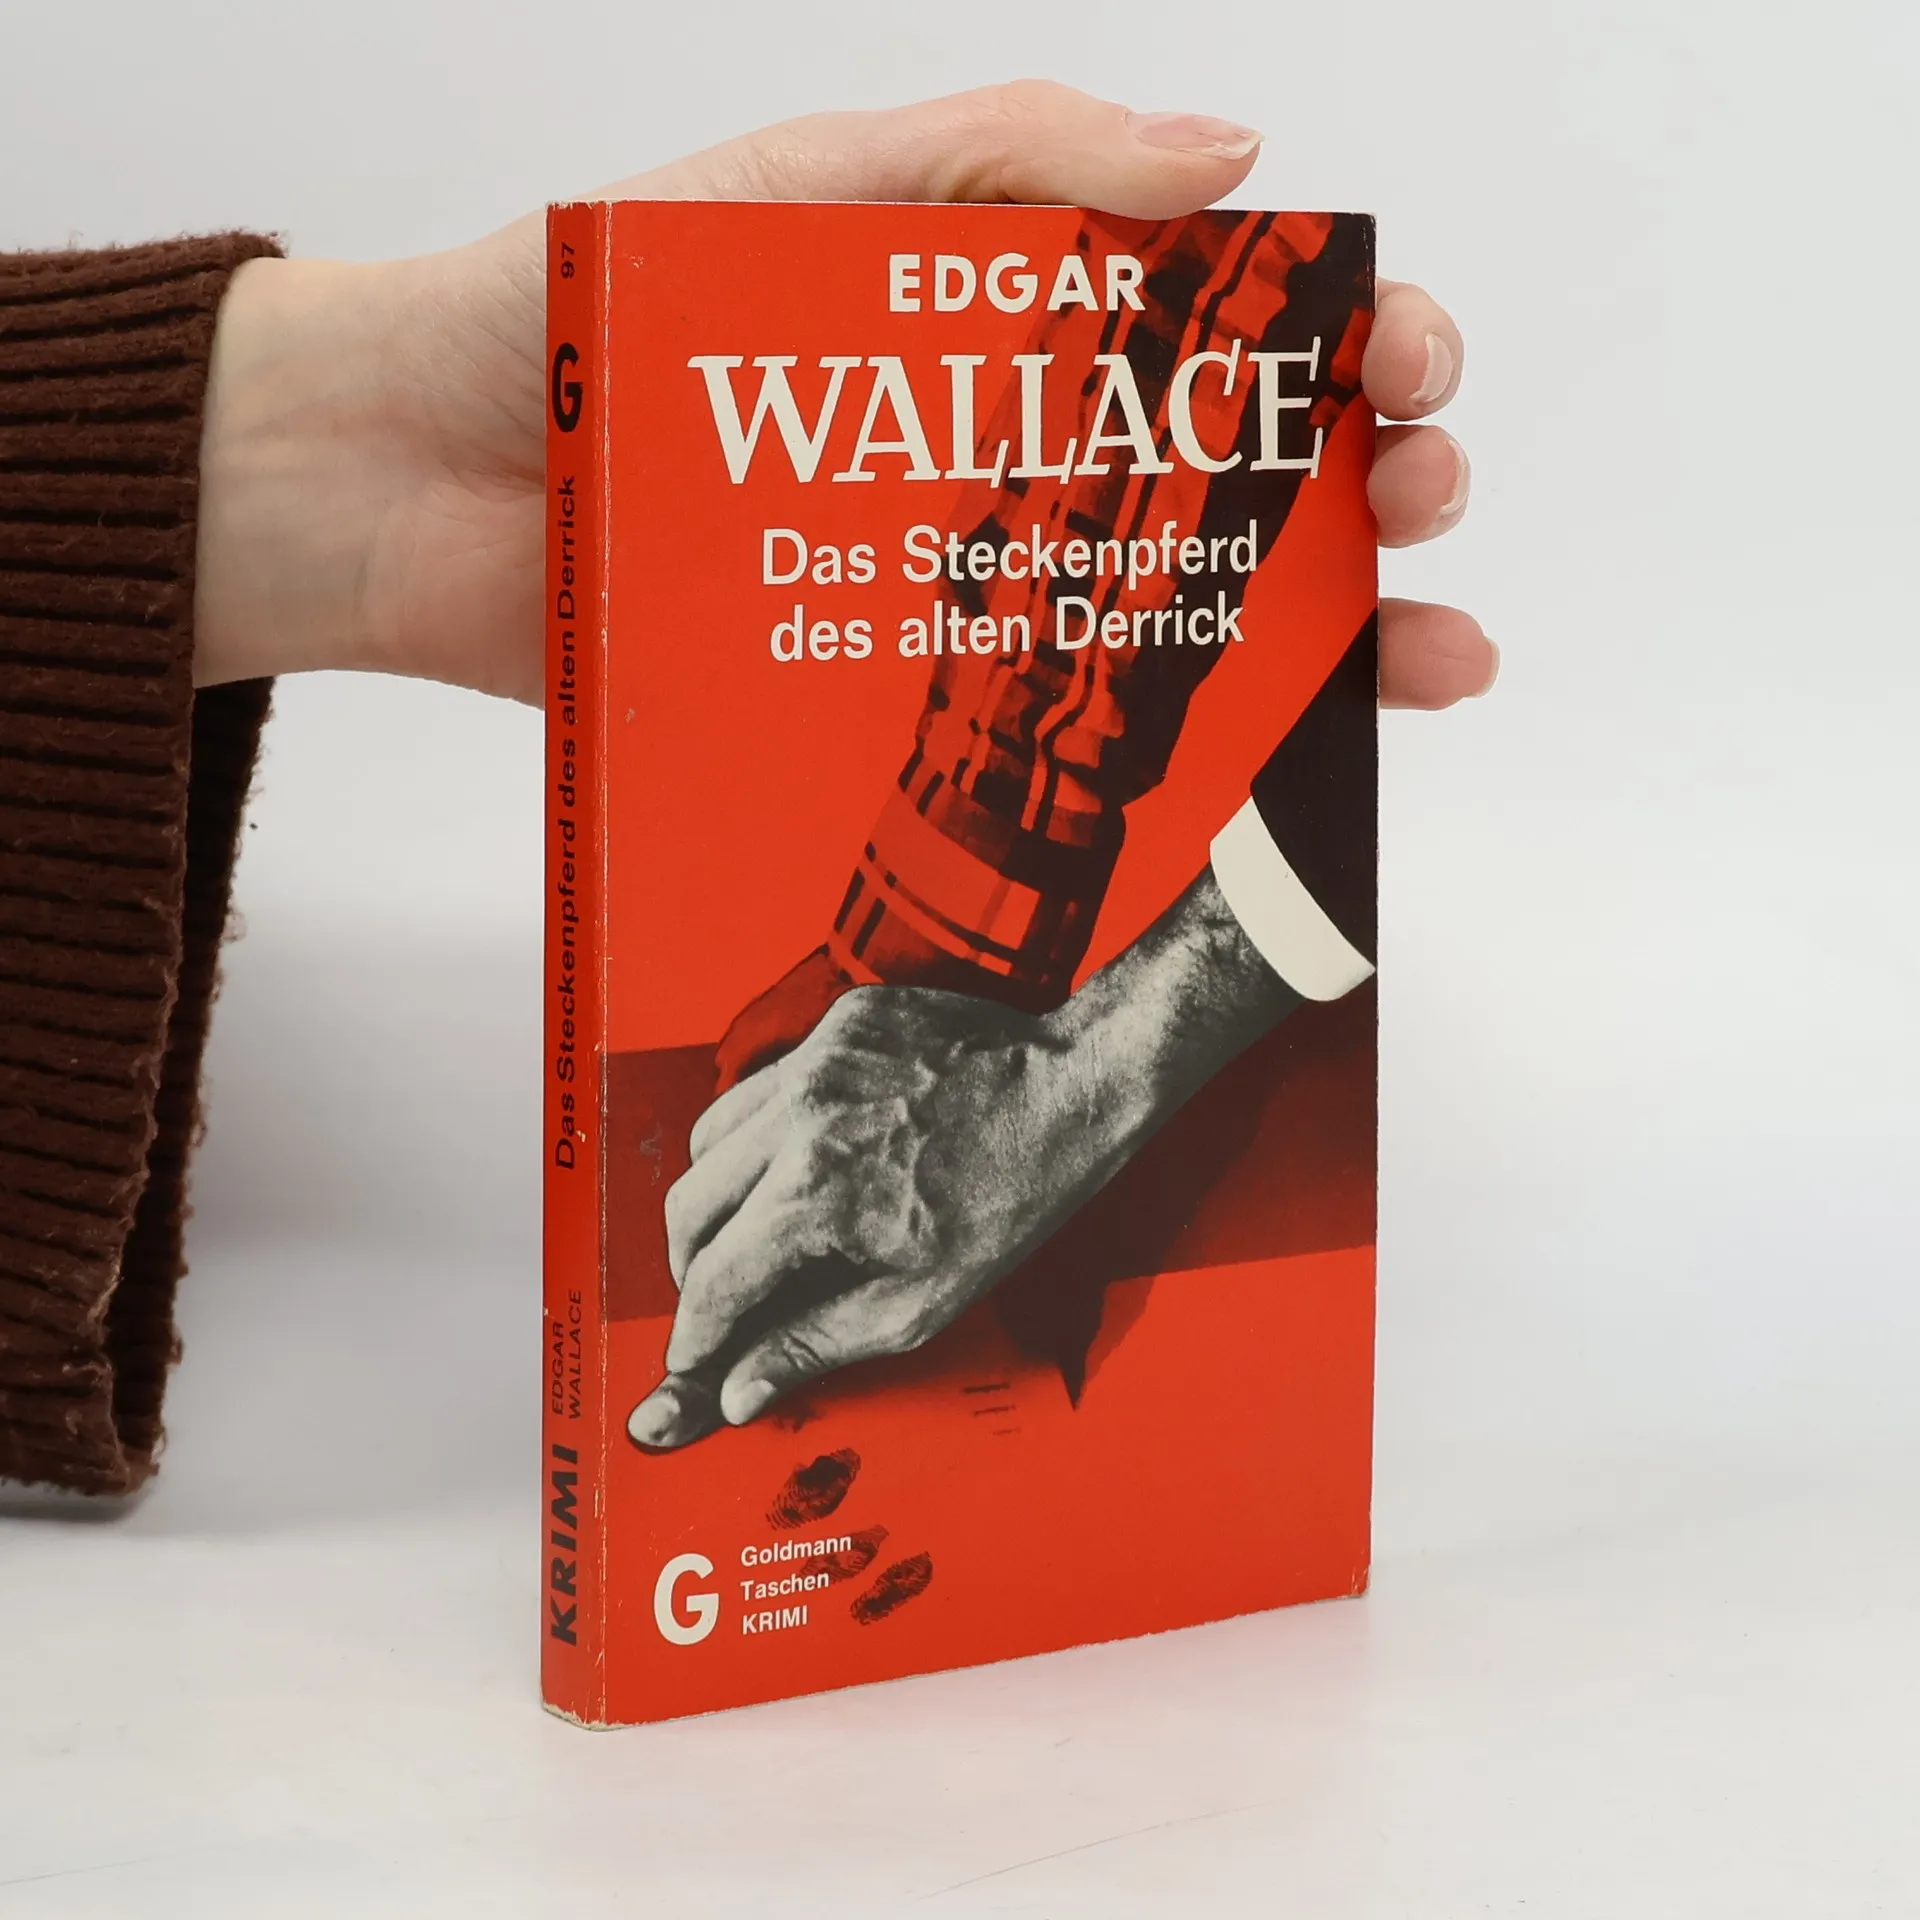 EDGAR
WALLACE
Das Steckenpferd
des alten Derrick
G
Goldmann
Taschen
KRIMI
97
G
Das Steckenpferd des alten Derrick
EDGAR
WALLACE
KRIMI